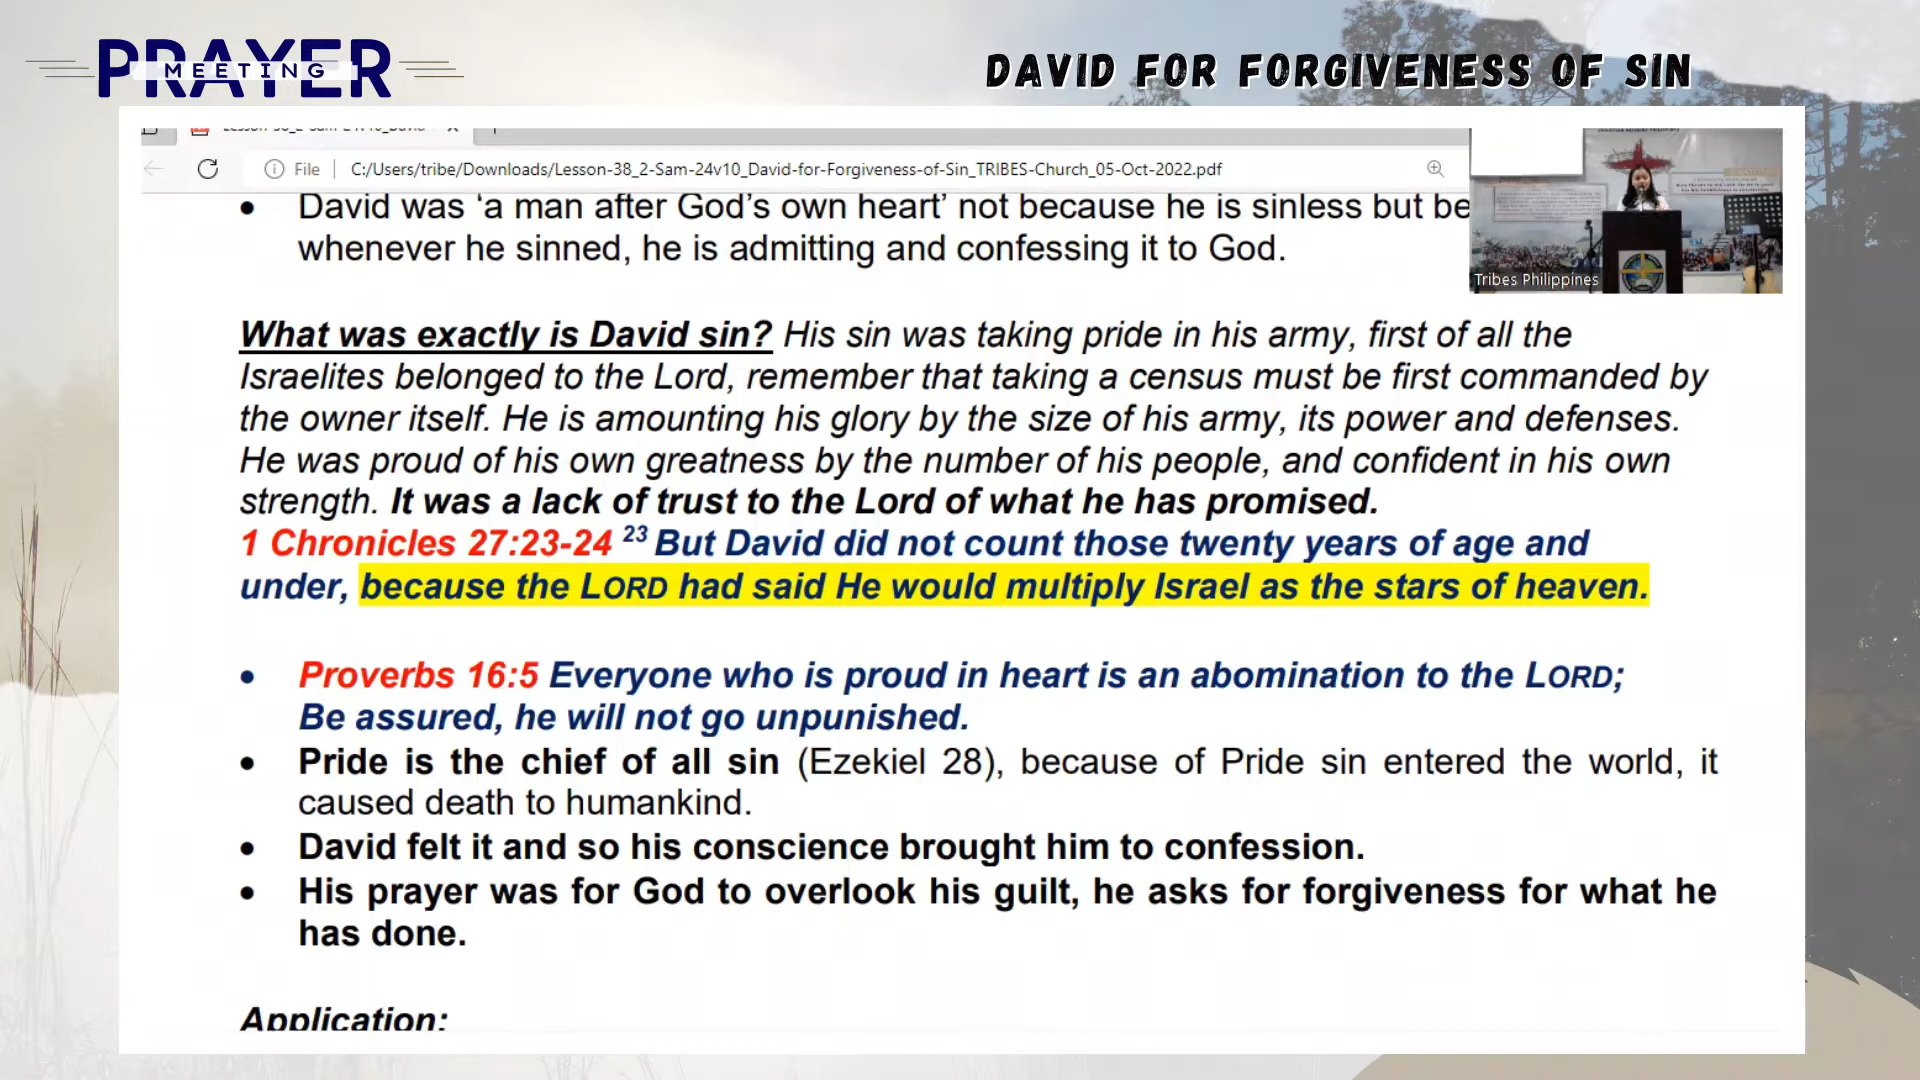 PRAYER
MEETING
DAVID FOR FORGIVENESS OF SIN
File
C:/Users/tribe/Downloads/Lesson-38_2-Sam-24v10_David-for-Forgiveness-of-Sin_TRIBES-Church_05-Oct-2022.pdf
• David was ‘a man after God’s own heart’ not because he is sinless but be
whenever he sinned, he is admitting and confessing it to God.
Tribes Philippines
What was exactly is David sin? His sin was taking pride in his army, first of all the
Israelites belonged to the Lord, remember that taking a census must be first commanded by
the owner itself. He is amounting his glory by the size of his army, its power and defenses.
He was proud of his own greatness by the number of his people, and confident in his own
strength. It was a lack of trust to the Lord of what he has promised.
1 Chronicles 27:23-24 23 But David did not count those twenty years of age and
under, because the LORD had said He would multiply Israel as the stars of heaven.
• Proverbs 16:5 Everyone who is proud in heart is an abomination to the LORD;
Be assured, he will not go unpunished.
• Pride is the chief of all sin (Ezekiel 28), because of Pride sin entered the world, it
caused death to humankind.
• David felt it and so his conscience brought him to confession.
• His prayer was for God to overlook his guilt, he asks for forgiveness for what he
has done.
Application: